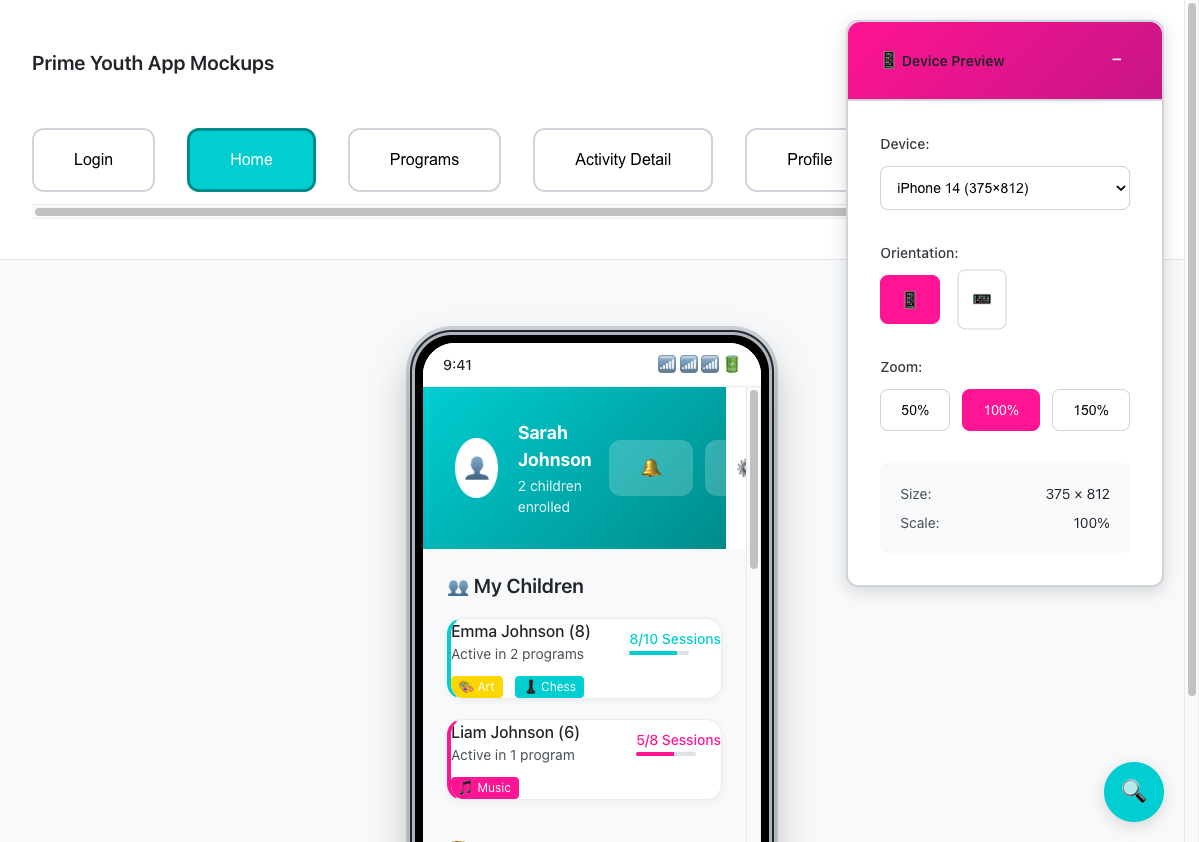 Prime Youth App Mockups
Login
Home
Programs
Activity Detail
Profile
📱 Device Preview
−
Device:
iPhone 14 (375×812)
Orientation:
Zoom:
50%
100%
150%
Size:
375 × 812
Scale:
100%
9:41
Sarah
Johnson
2 children
enrolled
👥 My Children
Emma Johnson (8)
8/10 Sessions
Active in 2 programs
🎨 Art
♟️ Chess
Liam Johnson (6)
5/8 Sessions
Active in 1 program
🎵 Music